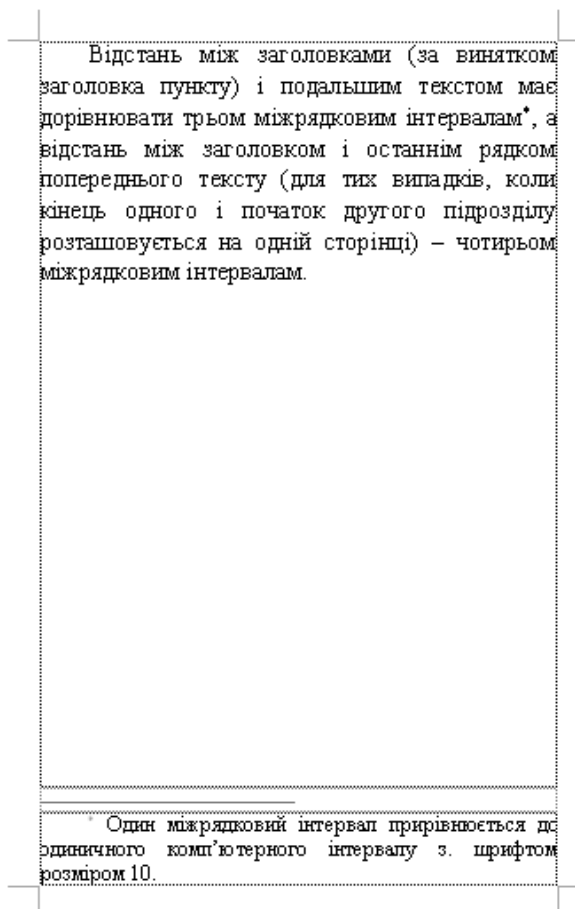 Відстань між заголовками (за винятком
заголовка пункту) і подальшим текстом має
дорівнювати трьом міжрядковим інтервалам*, а
відстань між заголовком і останнім рядком
попереднього тексту (для тих випадків, коли
кінець одного і початок другого підрозділу
розташовується на одній сторінці) – чотирьом
міжрядковим інтервалам.
* Один міжрядковий інтервал прирівнюється до
одиничного комп’ютерного інтервалу з. шрифтом
розміром 10.